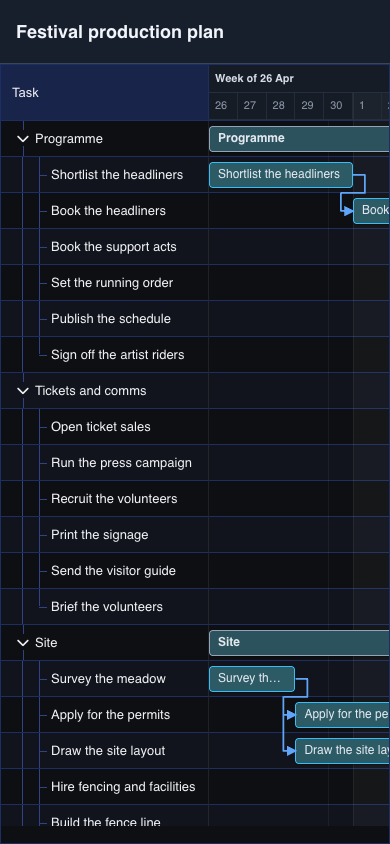 Festival production plan
Task
Week of 26 Apr
26 27 28 29 30 1
Programme
Programme
Shortlist the headliners
Shortlist the headliners
Book the headliners
Book
Book the support acts
Set the running order
Publish the schedule
Sign off the artist riders
Tickets and comms
Open ticket sales
Run the press campaign
Recruit the volunteers
Print the signage
Send the visitor guide
Brief the volunteers
Site
Site
Survey the meadow
Survey th…
Apply for the permits
Apply for the pe
Draw the site layout
Draw the site lay
Hire fencing and facilities
Build the fence line